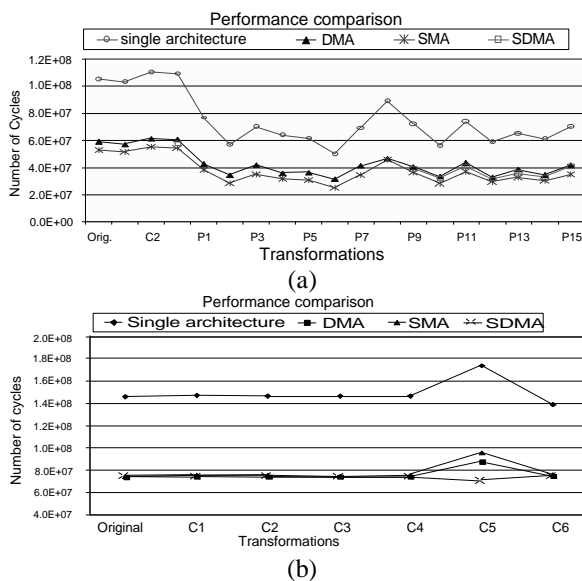 Performance comparison
single architecture DMA SMA SDMA
Number of Cycles
1.2E+08
1.0E+08
8.0E+07
6.0E+07
4.0E+07
2.0E+07
0.0E+00
Orig. C2 P1 P3 P5 P7 P9 P11 P13 P15
Transformations
(a)
Performance comparison
Single architecture DMA SMA SDMA
Number of cycles
2.0E+08
1.8E+08
1.6E+08
1.4E+08
1.2E+08
1.0E+08
8.0E+07
6.0E+07
4.0E+07
Original C1 C2 C3 C4 C5 C6
Transformations
(b)